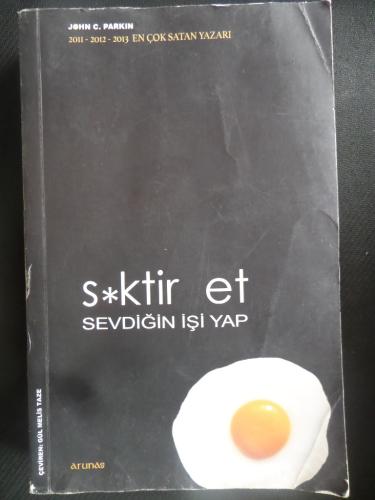 JOHN C. PARKIN
2011 - 2012 - 2013 EN ÇOK SATAN YAZARI
s*ktir et
SEVDİĞİN İŞİ YAP
ÇEVİREN: GÜL MELİS TAZE
arunas